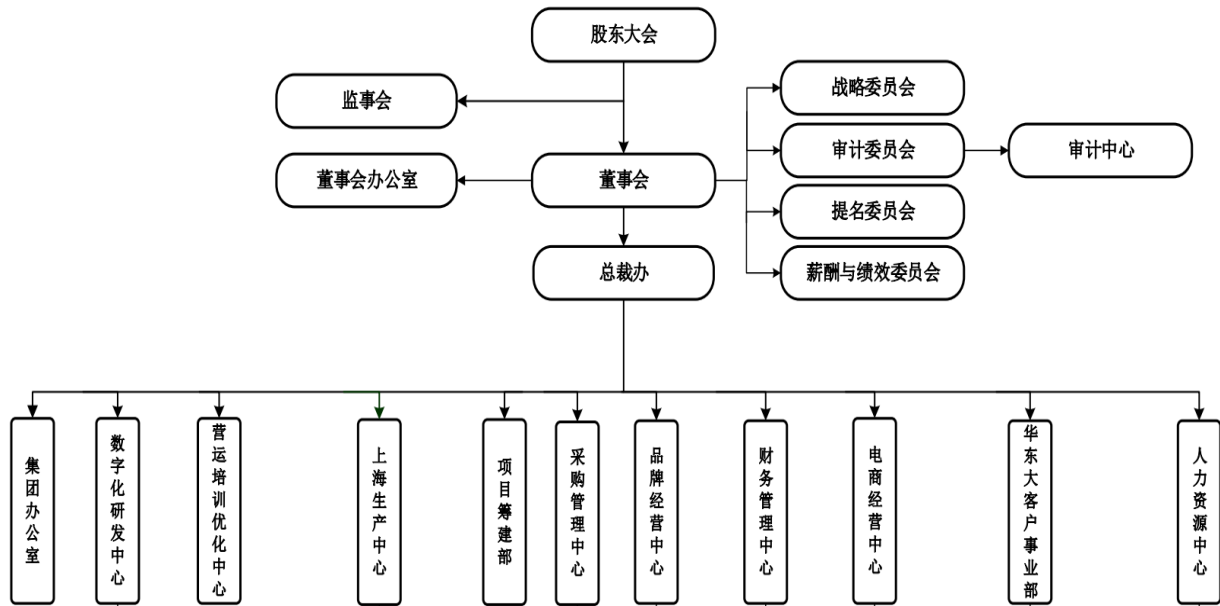 股东大会
监事会
战略委员会
审计委员会
审计中心
董事会办公室
董事会
提名委员会
总裁办
薪酬与绩效委员会
集团办公室
数字化研发中心
营运培训优化中心
上海生产中心
项目筹建部
采购管理中心
品牌经营中心
财务管理中心
电商经营中心
华东大客户事业部
人力资源中心